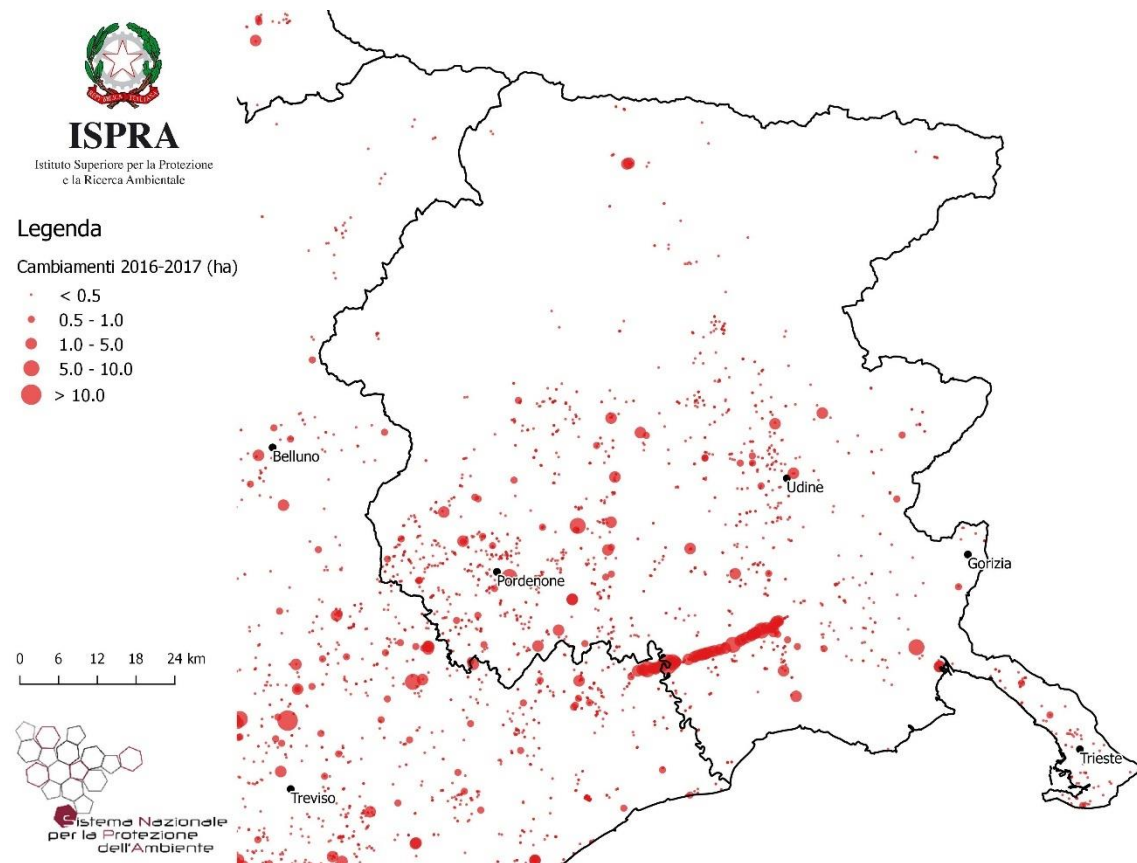 REPUBBLICA ITALIANA
ISPRA
Istituto Superiore per la Protezione
e la Ricerca Ambientale
Legenda
Cambiamenti 2016-2017 (ha)
< 0.5
0.5 - 1.0
1.0 - 5.0
5.0 - 10.0
> 10.0
Belluno
Udine
Pordenone
Gorizia
Trieste
Treviso
0 6 12 18 24 km
Sistema Nazionale
per la Protezione
dell'Ambiente